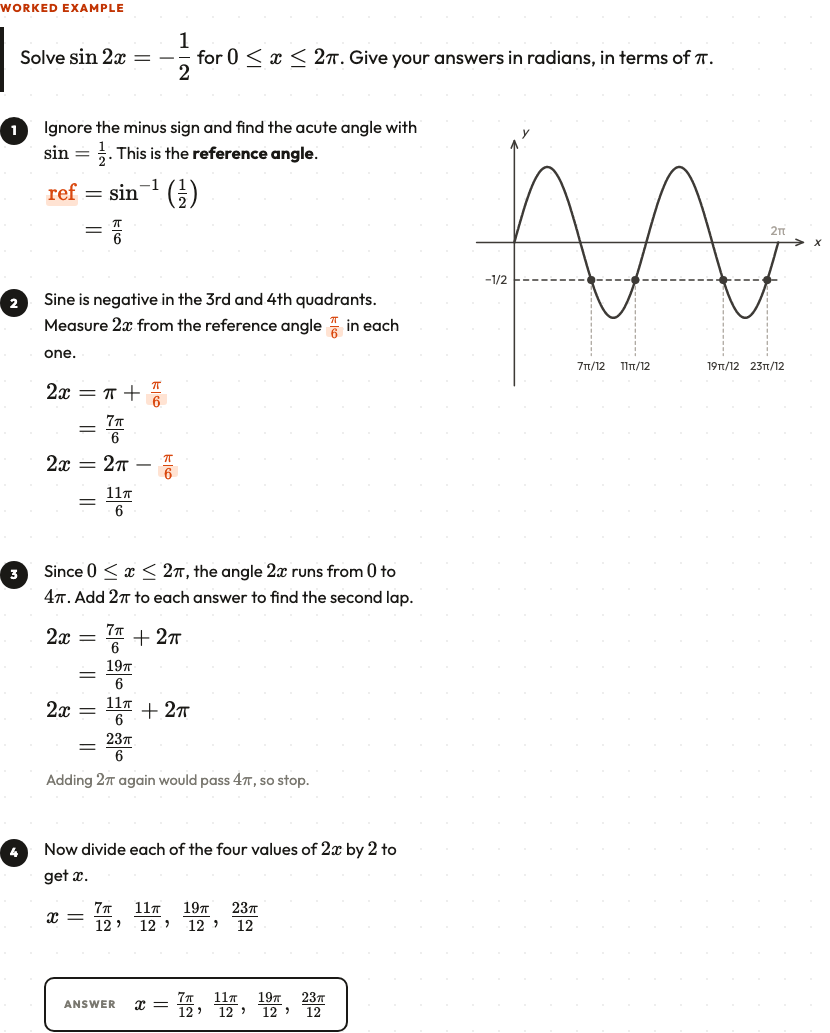 WORKED EXAMPLE
Solve sin 2x = −1/2 for 0 ≤ x ≤ 2π. Give your answers in radians, in terms of π.
1
Ignore the minus sign and find the acute angle with
sin = 1/2. This is the reference angle.
ref = sin⁻¹ (1/2)
= π/6
2
Sine is negative in the 3rd and 4th quadrants.
Measure 2x from the reference angle π/6 in each
one.
2x = π + π/6
= 7π/6
2x = 2π − π/6
= 11π/6
3
Since 0 ≤ x ≤ 2π, the angle 2x runs from 0 to
4π. Add 2π to each answer to find the second lap.
2x = 7π/6 + 2π
= 19π/6
2x = 11π/6 + 2π
= 23π/6
Adding 2π again would pass 4π, so stop.
4
Now divide each of the four values of 2x by 2 to
get x.
x = 7π/12, 11π/12, 19π/12, 23π/12
ANSWER x = 7π/12, 11π/12, 19π/12, 23π/12
y
2π
x
−1/2
7π/12 11π/12 19π/12 23π/12